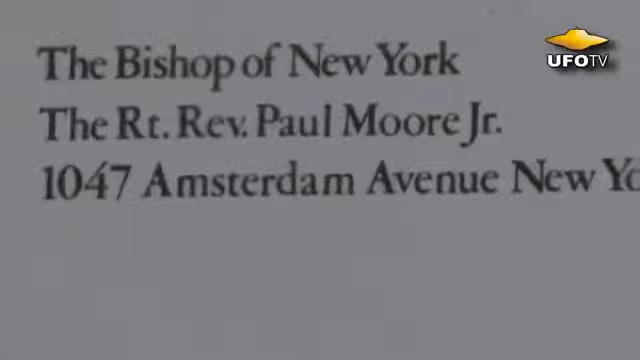 The Bishop of New York
The Rt. Rev. Paul Moore Jr.
1047 Amsterdam Avenue New Yo
UFOTV